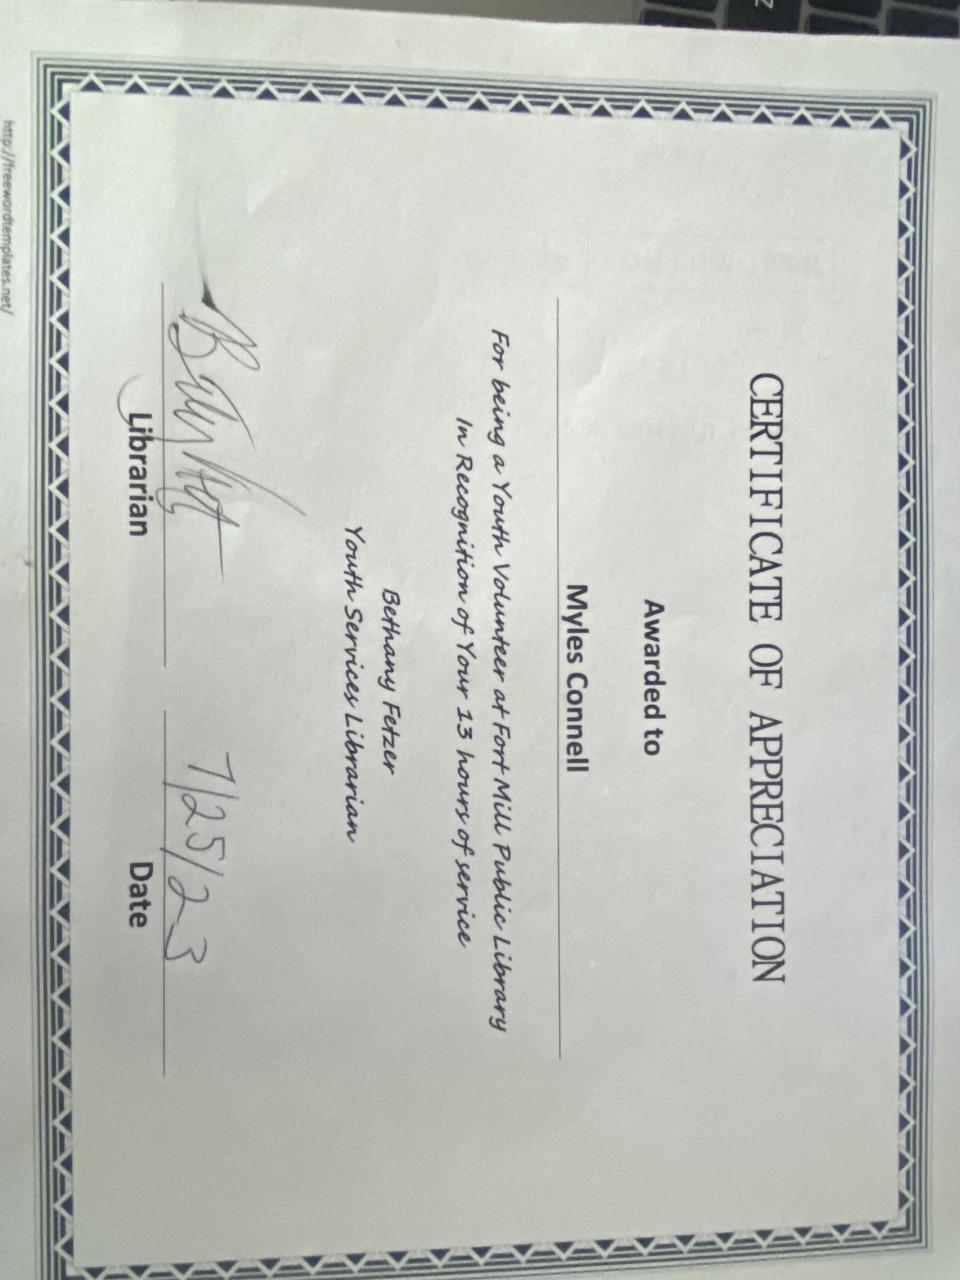 CERTIFICATE OF APPRECIATION
Awarded to
Myles Connell
For being a Youth Volunteer at Fort Mill Public Library
In Recognition of Your 13 hours of service
Bethany Fetzer
Youth Services Librarian
7/25/23
Librarian
Date
http://freewordtemplates.net/
Z